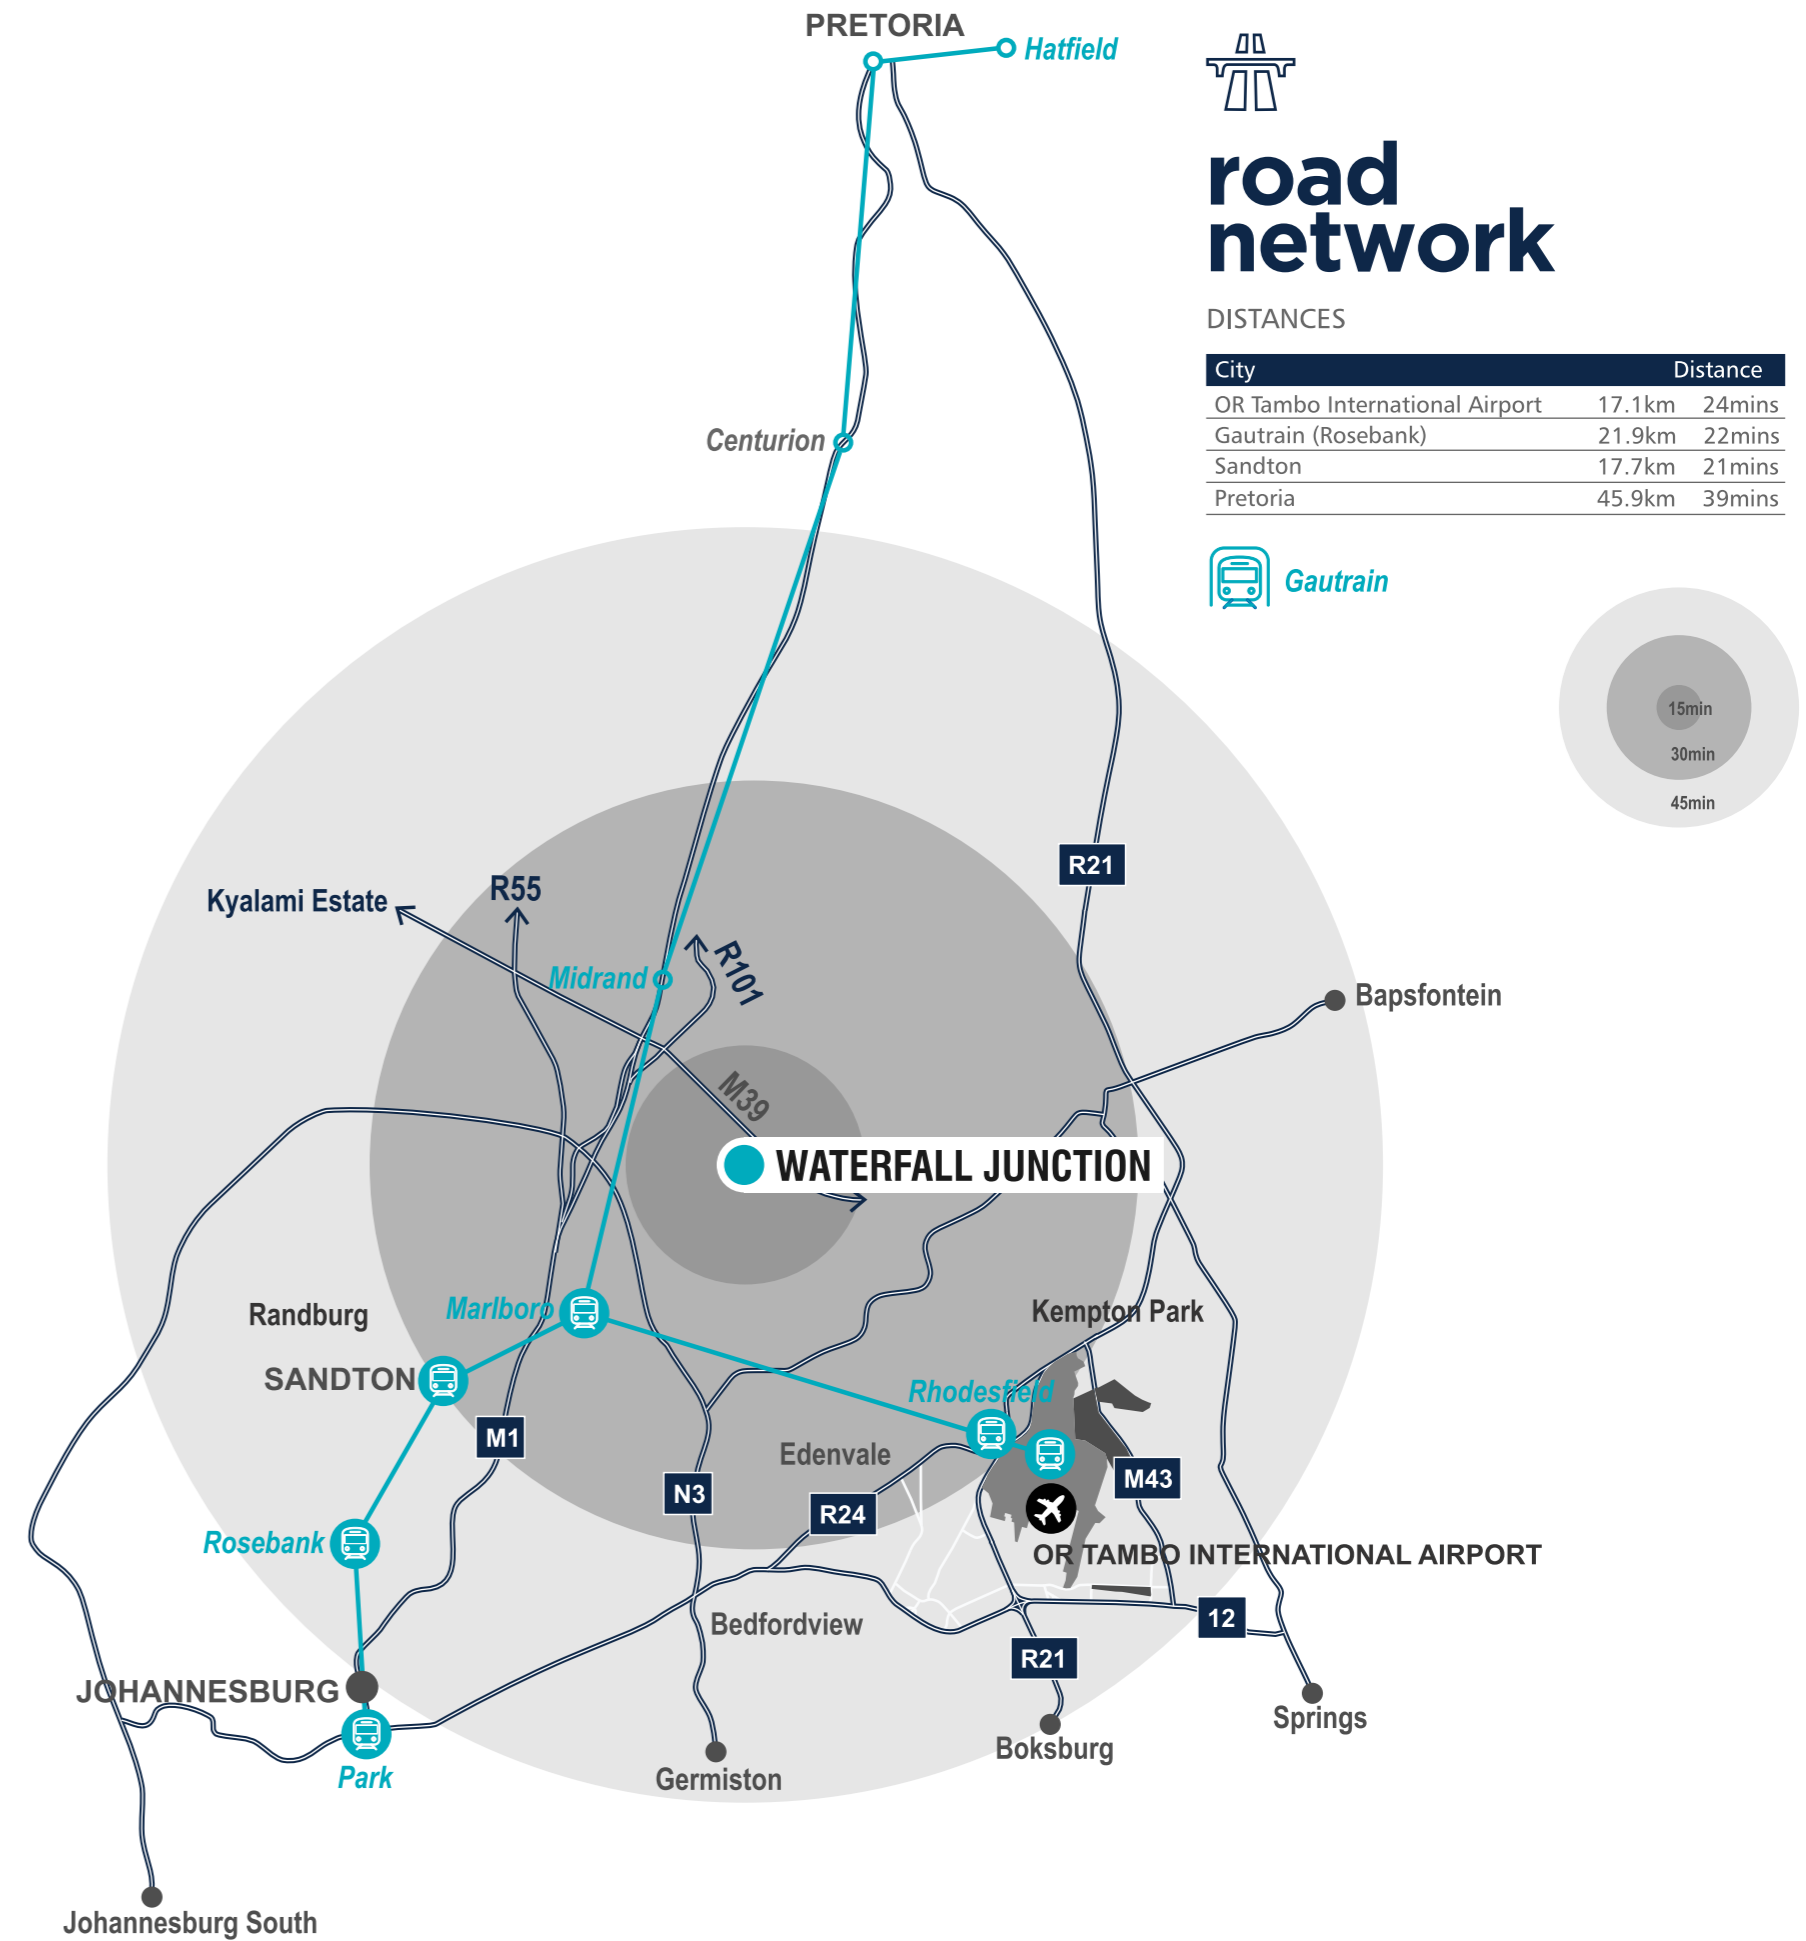 PRETORIA
Hatfield
road
network
DISTANCES
City Distance
OR Tambo International Airport 17.1km 24mins
Gautrain (Rosebank) 21.9km 22mins
Sandton 17.7km 21mins
Pretoria 45.9km 39mins
Centurion
Gautrain
15min
30min
45min
R21
Kyalami Estate
R55
Midrand
R101
Bapsfontein
M39
WATERFALL JUNCTION
Randburg
Marlboro
Kempton Park
SANDTON
Rhodesfield
M1
Edenvale
N3
R24
M43
Rosebank
OR TAMBO INTERNATIONAL AIRPORT
Bedfordview
12
R21
JOHANNESBURG
Springs
Boksburg
Park
Germiston
Johannesburg South